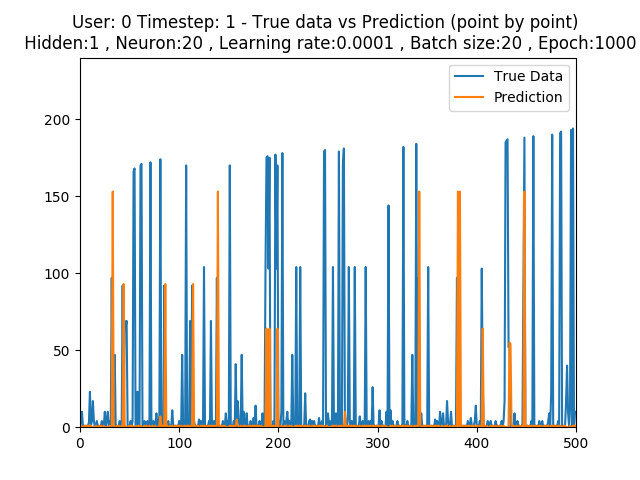 User: 0 Timestep: 1 - True data vs Prediction (point by point)
Hidden:1 , Neuron:20 , Learning rate:0.0001 , Batch size:20 , Epoch:1000
True Data
Prediction
200
150
100
50
0
0 100 200 300 400 500